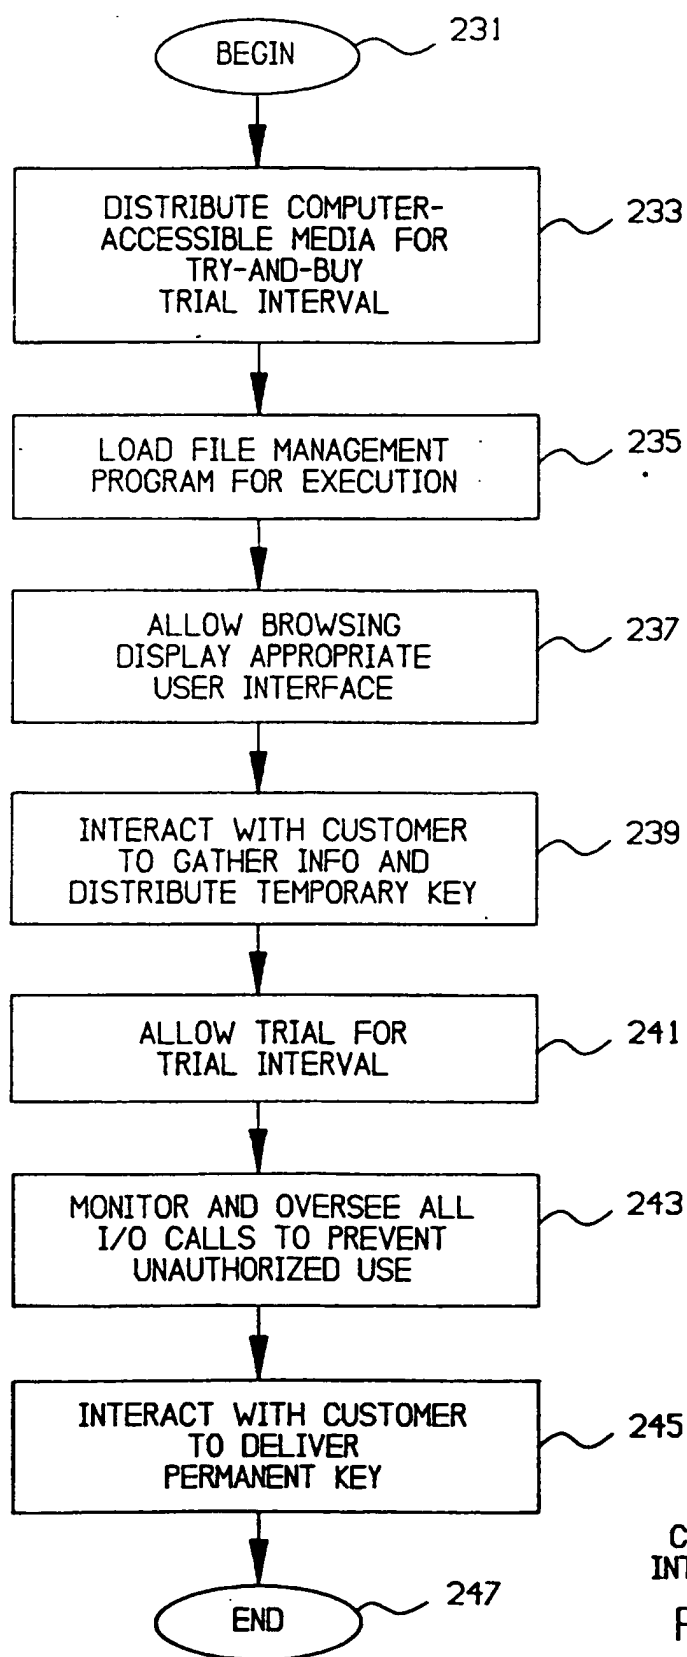 BEGIN
231
DISTRIBUTE COMPUTER-
ACCESSIBLE MEDIA FOR
TRY-AND-BUY
TRIAL INTERVAL
233
LOAD FILE MANAGEMENT
PROGRAM FOR EXECUTION
235
ALLOW BROWSING
DISPLAY APPROPRIATE
USER INTERFACE
237
INTERACT WITH CUSTOMER
TO GATHER INFO AND
DISTRIBUTE TEMPORARY KEY
239
ALLOW TRIAL FOR
TRIAL INTERVAL
241
MONITOR AND OVERSEE ALL
I/O CALLS TO PREVENT
UNAUTHORIZED USE
243
INTERACT WITH CUSTOMER
TO DELIVER
PERMANENT KEY
245
END
247